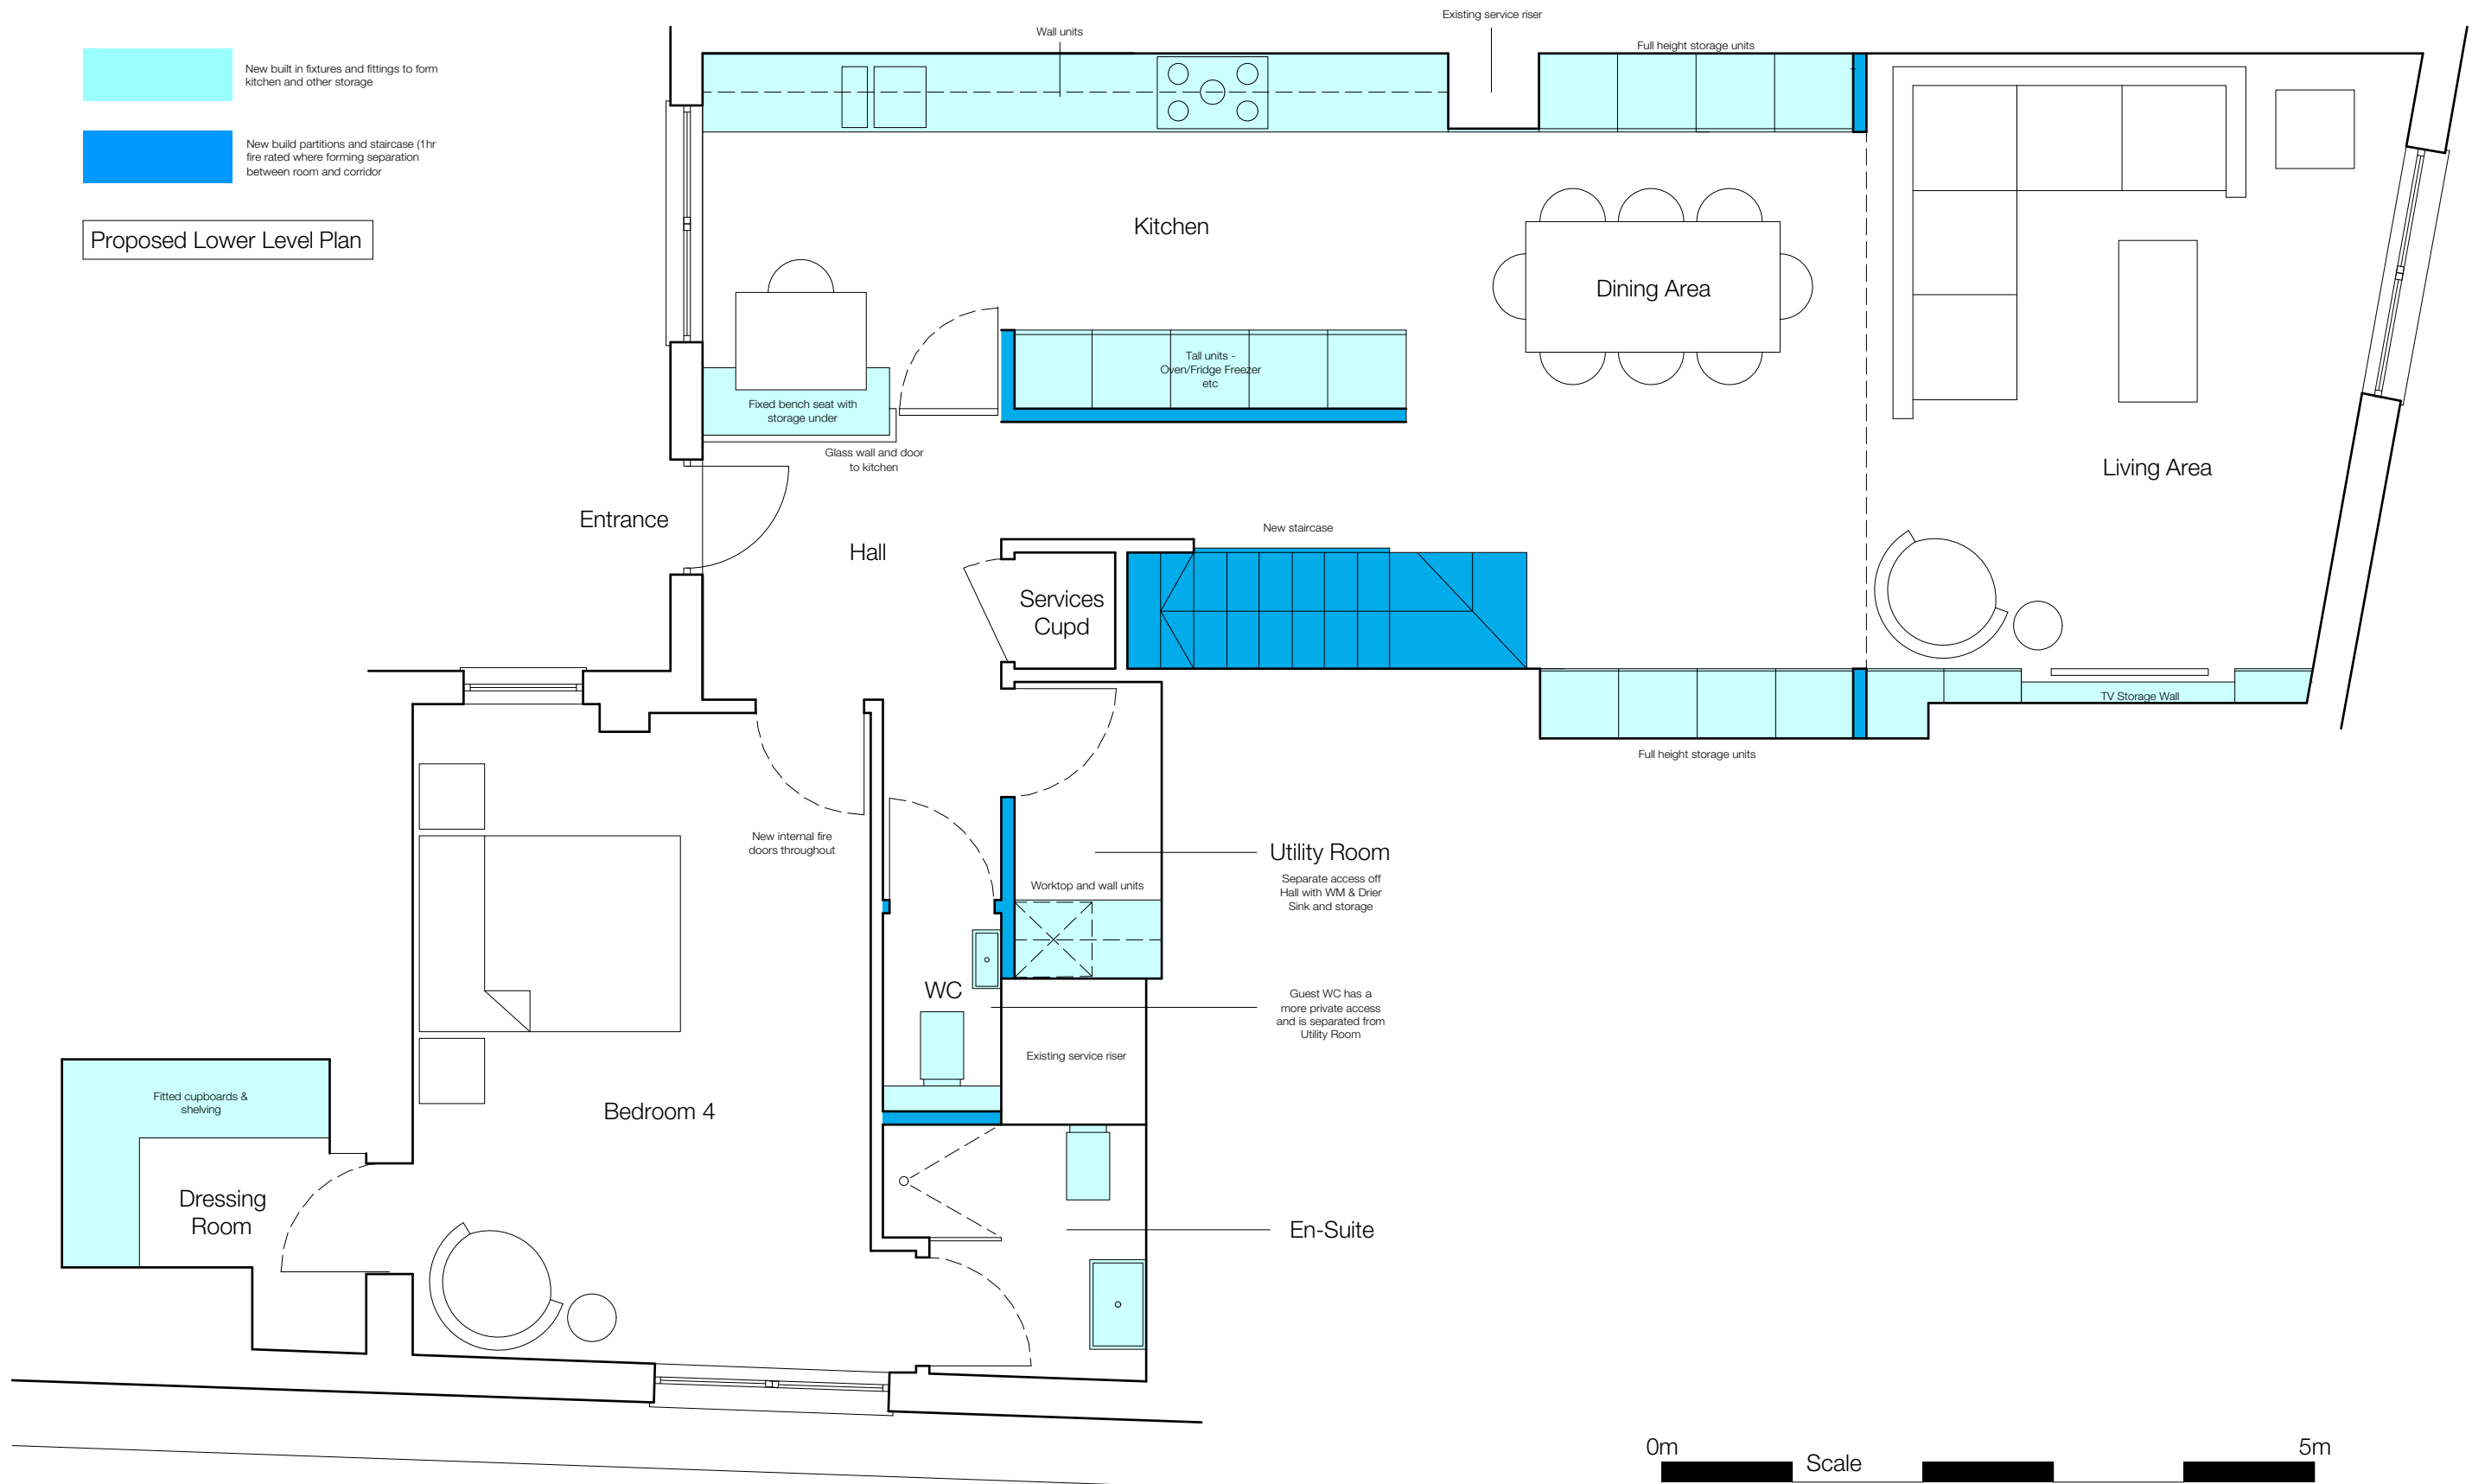 New built in fixtures and fittings to form
kitchen and other storage
New build partitions and staircase (1hr
fire rated where forming separation
between room and corridor
Proposed Lower Level Plan
Wall units
Existing service riser
Full height storage units
Kitchen
Dining Area
Tall units -
Oven/Fridge Freezer
etc
Fixed bench seat with
storage under
Glass wall and door
to kitchen
Living Area
Entrance
Hall
New staircase
Services
Cupd
TV Storage Wall
Full height storage units
New internal fire
doors throughout
Utility Room
Separate access off
Hall with WM & Drier
Sink and storage
Worktop and wall units
WC
Guest WC has a
more private access
and is separated from
Utility Room
Existing service riser
Fitted cupboards &
shelving
Bedroom 4
Dressing
Room
En-Suite
0m
Scale
5m